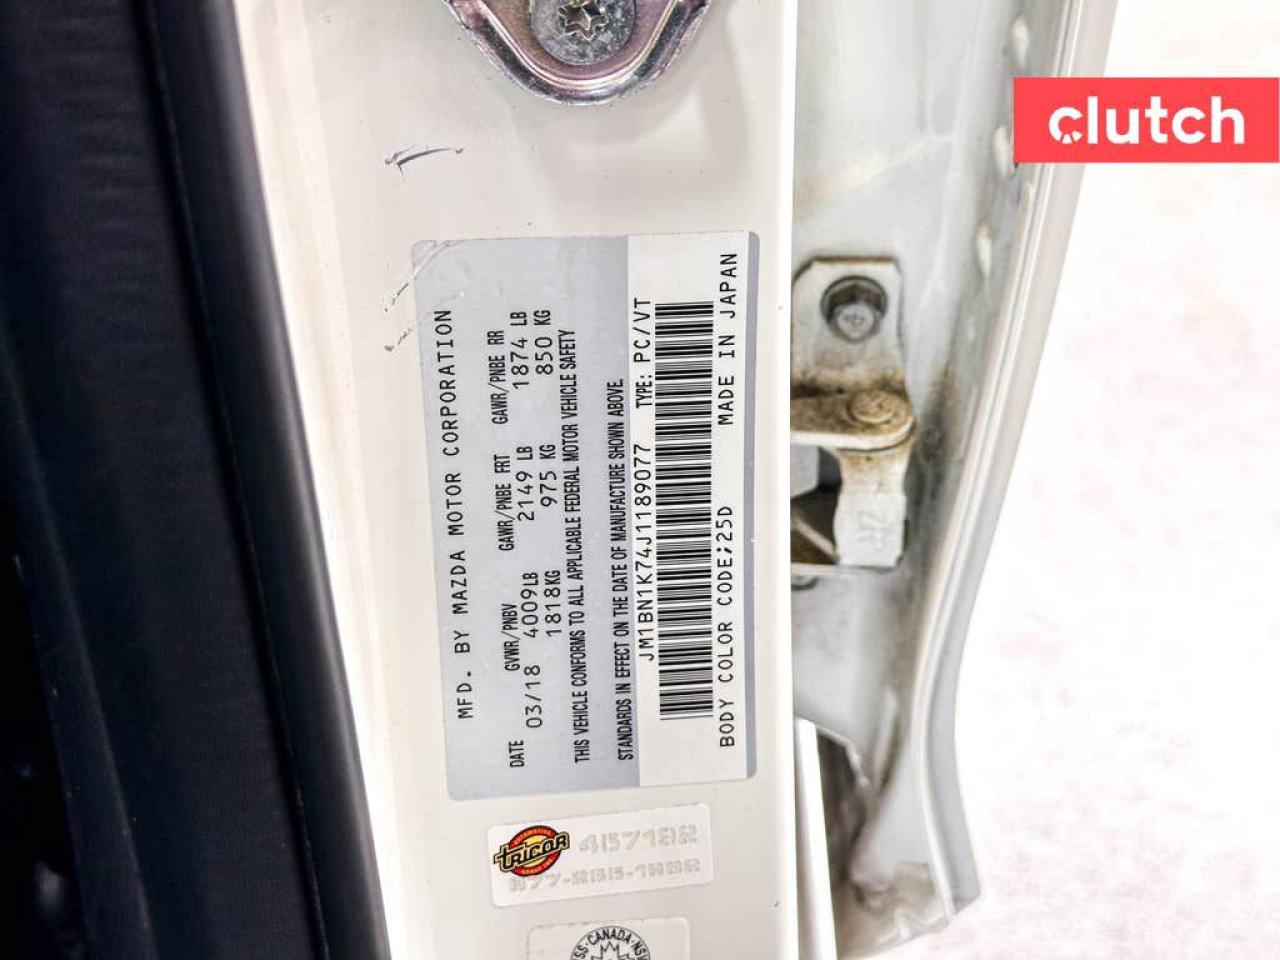 clutch
MFD. BY MAZDA MOTOR CORPORATION
DATE GVWR/PNBV GAWR/PNBE FRT GAWR/PNBE RR
03/18 4009LB 2149 LB 1874 LB
1818KG 975 KG 850 KG
THIS VEHICLE CONFORMS TO ALL APPLICABLE FEDERAL MOTOR VEHICLE SAFETY
STANDARDS IN EFFECT ON THE DATE OF MANUFACTURE SHOWN ABOVE.
JM1BN1K74J1189077 TYPE: PC/VT
BODY COLOR CODE;25D MADE IN JAPAN
TRICOR
CANADA